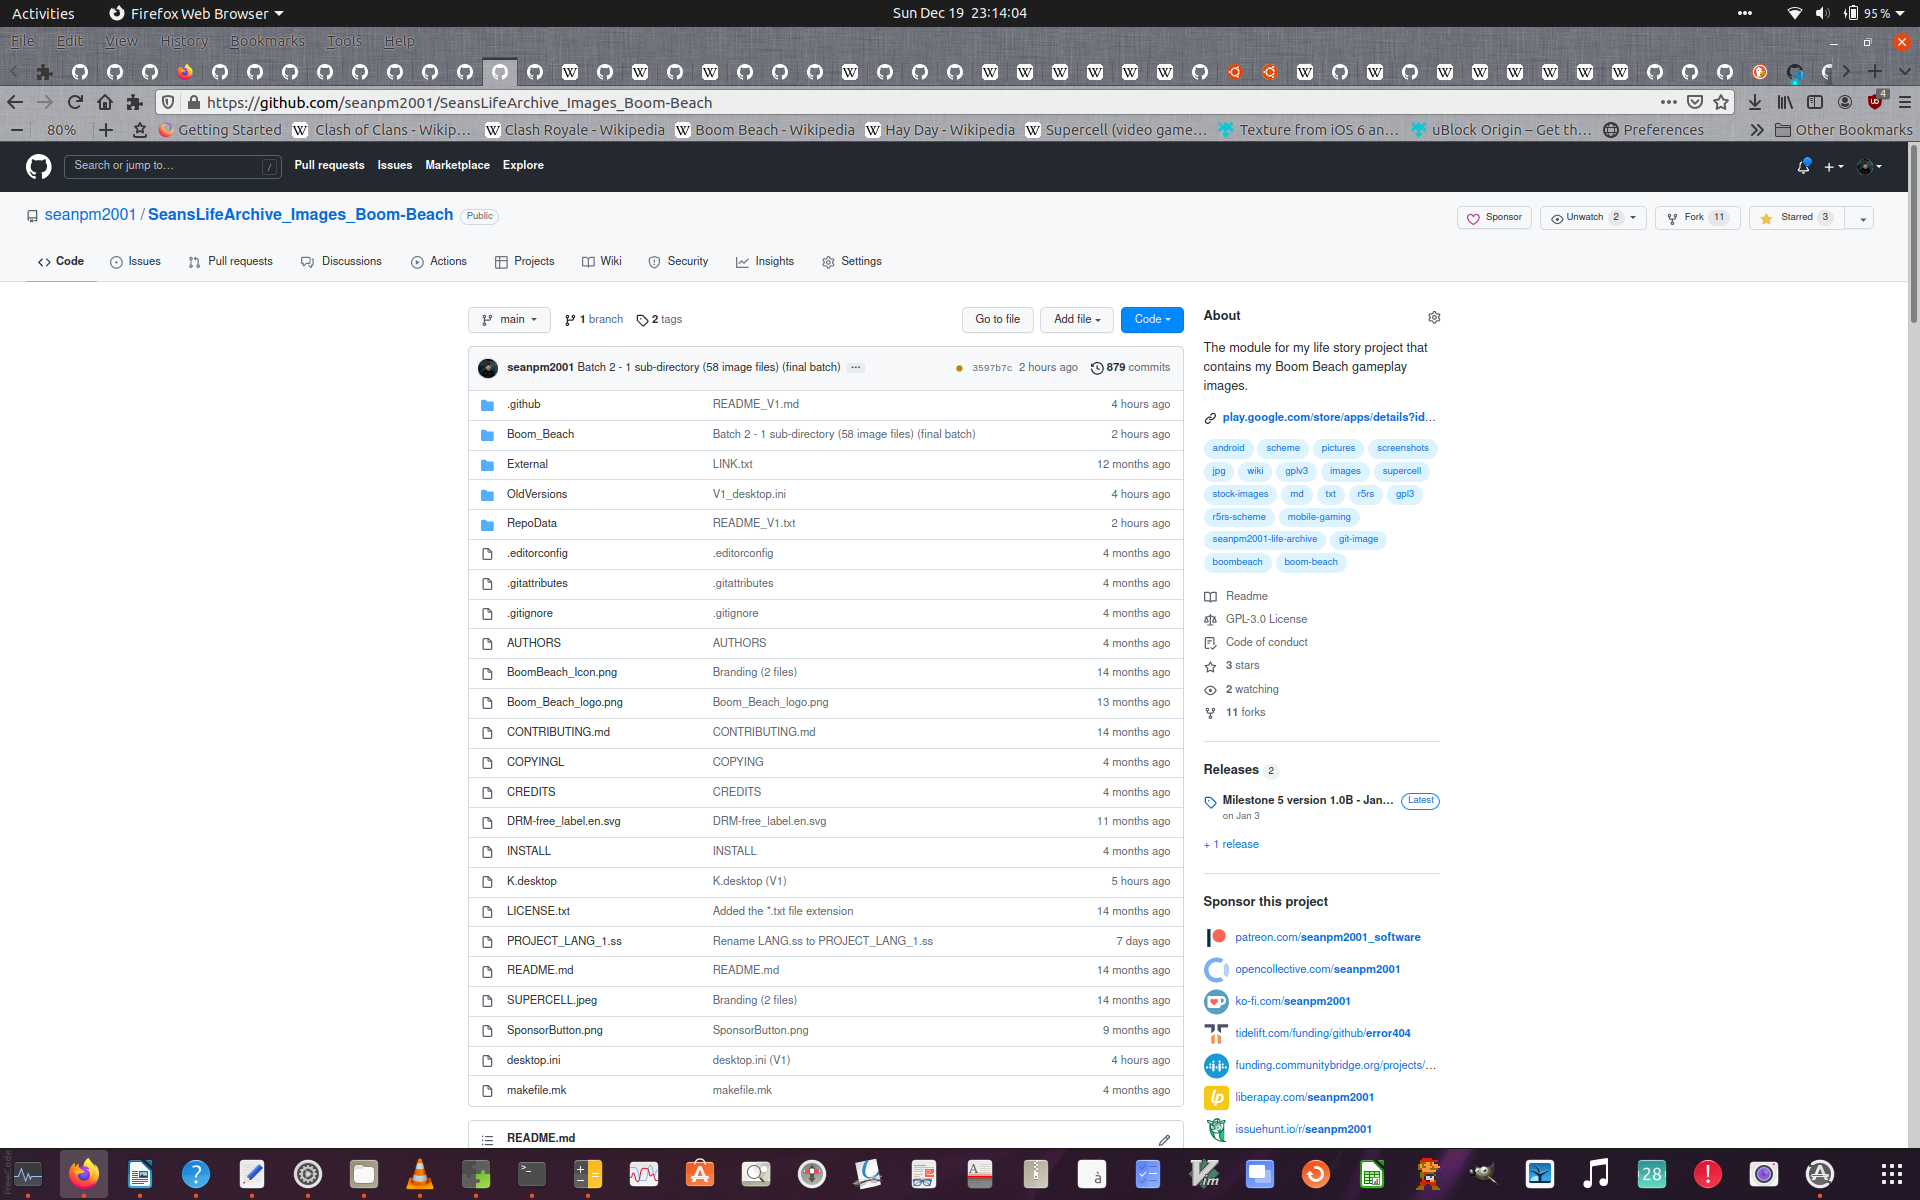 Activities Firefox Web Browser Sun Dec 19 23:14:04 95 %
File Edit View History Bookmarks Tools Help
https://github.com/seanpm2001/SeansLifeArchive_Images_Boom-Beach 4
80% Getting Started Clash of Clans - Wikip… Clash Royale - Wikipedia Boom Beach - Wikipedia Hay Day - Wikipedia Supercell (video game… Texture from iOS 6 an… uBlock Origin – Get th… Preferences Other Bookmarks
Search or jump to… / Pull requests Issues Marketplace Explore
seanpm2001 / SeansLifeArchive_Images_Boom-Beach Public Sponsor Unwatch 2 Fork 11 Starred 3
Code Issues Pull requests Discussions Actions Projects Wiki Security Insights Settings
main 1 branch 2 tags Go to file Add file Code
seanpm2001 Batch 2 - 1 sub-directory (58 image files) (final batch) ... 3597b7c 2 hours ago 879 commits
.github README_V1.md 4 hours ago
Boom_Beach Batch 2 - 1 sub-directory (58 image files) (final batch) 2 hours ago
External LINK.txt 12 months ago
OldVersions V1_desktop.ini 4 hours ago
RepoData README_V1.txt 2 hours ago
.editorconfig .editorconfig 4 months ago
.gitattributes .gitattributes 4 months ago
.gitignore .gitignore 4 months ago
AUTHORS AUTHORS 4 months ago
BoomBeach_Icon.png Branding (2 files) 14 months ago
Boom_Beach_logo.png Boom_Beach_logo.png 13 months ago
CONTRIBUTING.md CONTRIBUTING.md 14 months ago
COPYINGL COPYING 4 months ago
CREDITS CREDITS 4 months ago
DRM-free_label.en.svg DRM-free_label.en.svg 11 months ago
INSTALL INSTALL 4 months ago
K.desktop K.desktop (V1) 5 hours ago
LICENSE.txt Added the *.txt file extension 14 months ago
PROJECT_LANG_1.ss Rename LANG.ss to PROJECT_LANG_1.ss 7 days ago
README.md README.md 14 months ago
SUPERCELL.jpeg Branding (2 files) 14 months ago
SponsorButton.png SponsorButton.png 9 months ago
desktop.ini desktop.ini (V1) 4 hours ago
makefile.mk makefile.mk 4 months ago
README.md
About
The module for my life story project that
contains my Boom Beach gameplay
images.
play.google.com/store/apps/details?id…
android scheme pictures screenshots
jpg wiki gplv3 images supercell
stock-images md txt r5rs gpl3
r5rs-scheme mobile-gaming
seanpm2001-life-archive git-image
boombeach boom-beach
Readme
GPL-3.0 License
Code of conduct
3 stars
2 watching
11 forks
Releases 2
Milestone 5 version 1.0B - Jan… Latest
on Jan 3
+ 1 release
Sponsor this project
patreon.com/seanpm2001_software
opencollective.com/seanpm2001
ko-fi.com/seanpm2001
tidelift.com/funding/github/error404
funding.communitybridge.org/projects/…
liberapay.com/seanpm2001
issuehunt.io/r/seanpm2001
28